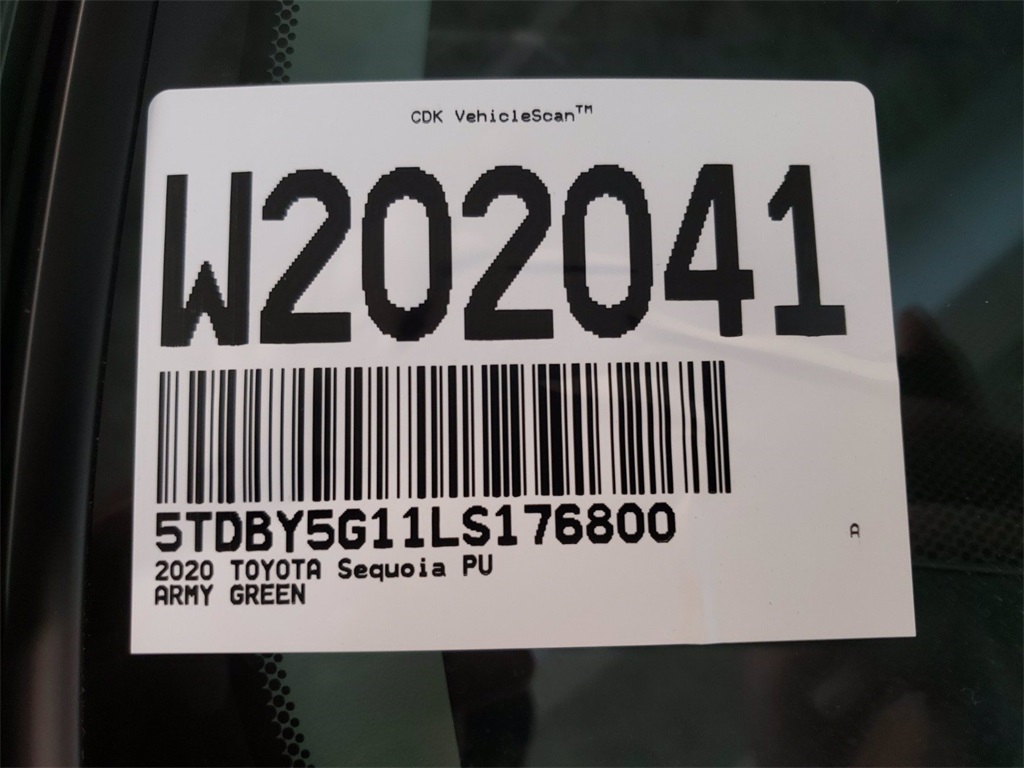 CDK VehicleScan™
W202041
5TDBY5G11LS176800
A
2020 TOYOTA Sequoia PU
ARMY GREEN